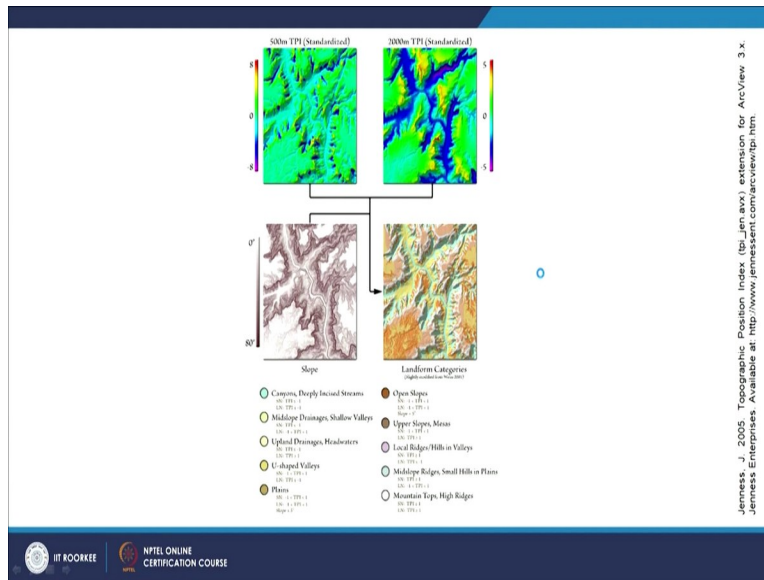 500m TPI (Standardized)
2000m TPI (Standardized)
8
0
-8
5
0
-5
0°
80°
Slope
Landform Categories
Canyons, Deeply Incised Streams
Midslope Drainages, Shallow Valleys
Upland Drainages, Headwaters
U-shaped Valleys
Plains
Open Slopes
Upper Slopes, Mesas
Local Ridges/Hills in Valleys
Midslope Ridges, Small Hills in Plains
Mountain Tops, High Ridges
Jenness, J. 2005. Topographic Position Index (tpi_jen.avx) extension for ArcView 3.x.
Jenness Enterprises. Available at: http://www.jennessent.com/arcview/tpi.htm.
IIT ROORKEE
NPTEL
NPTEL ONLINE
CERTIFICATION COURSE